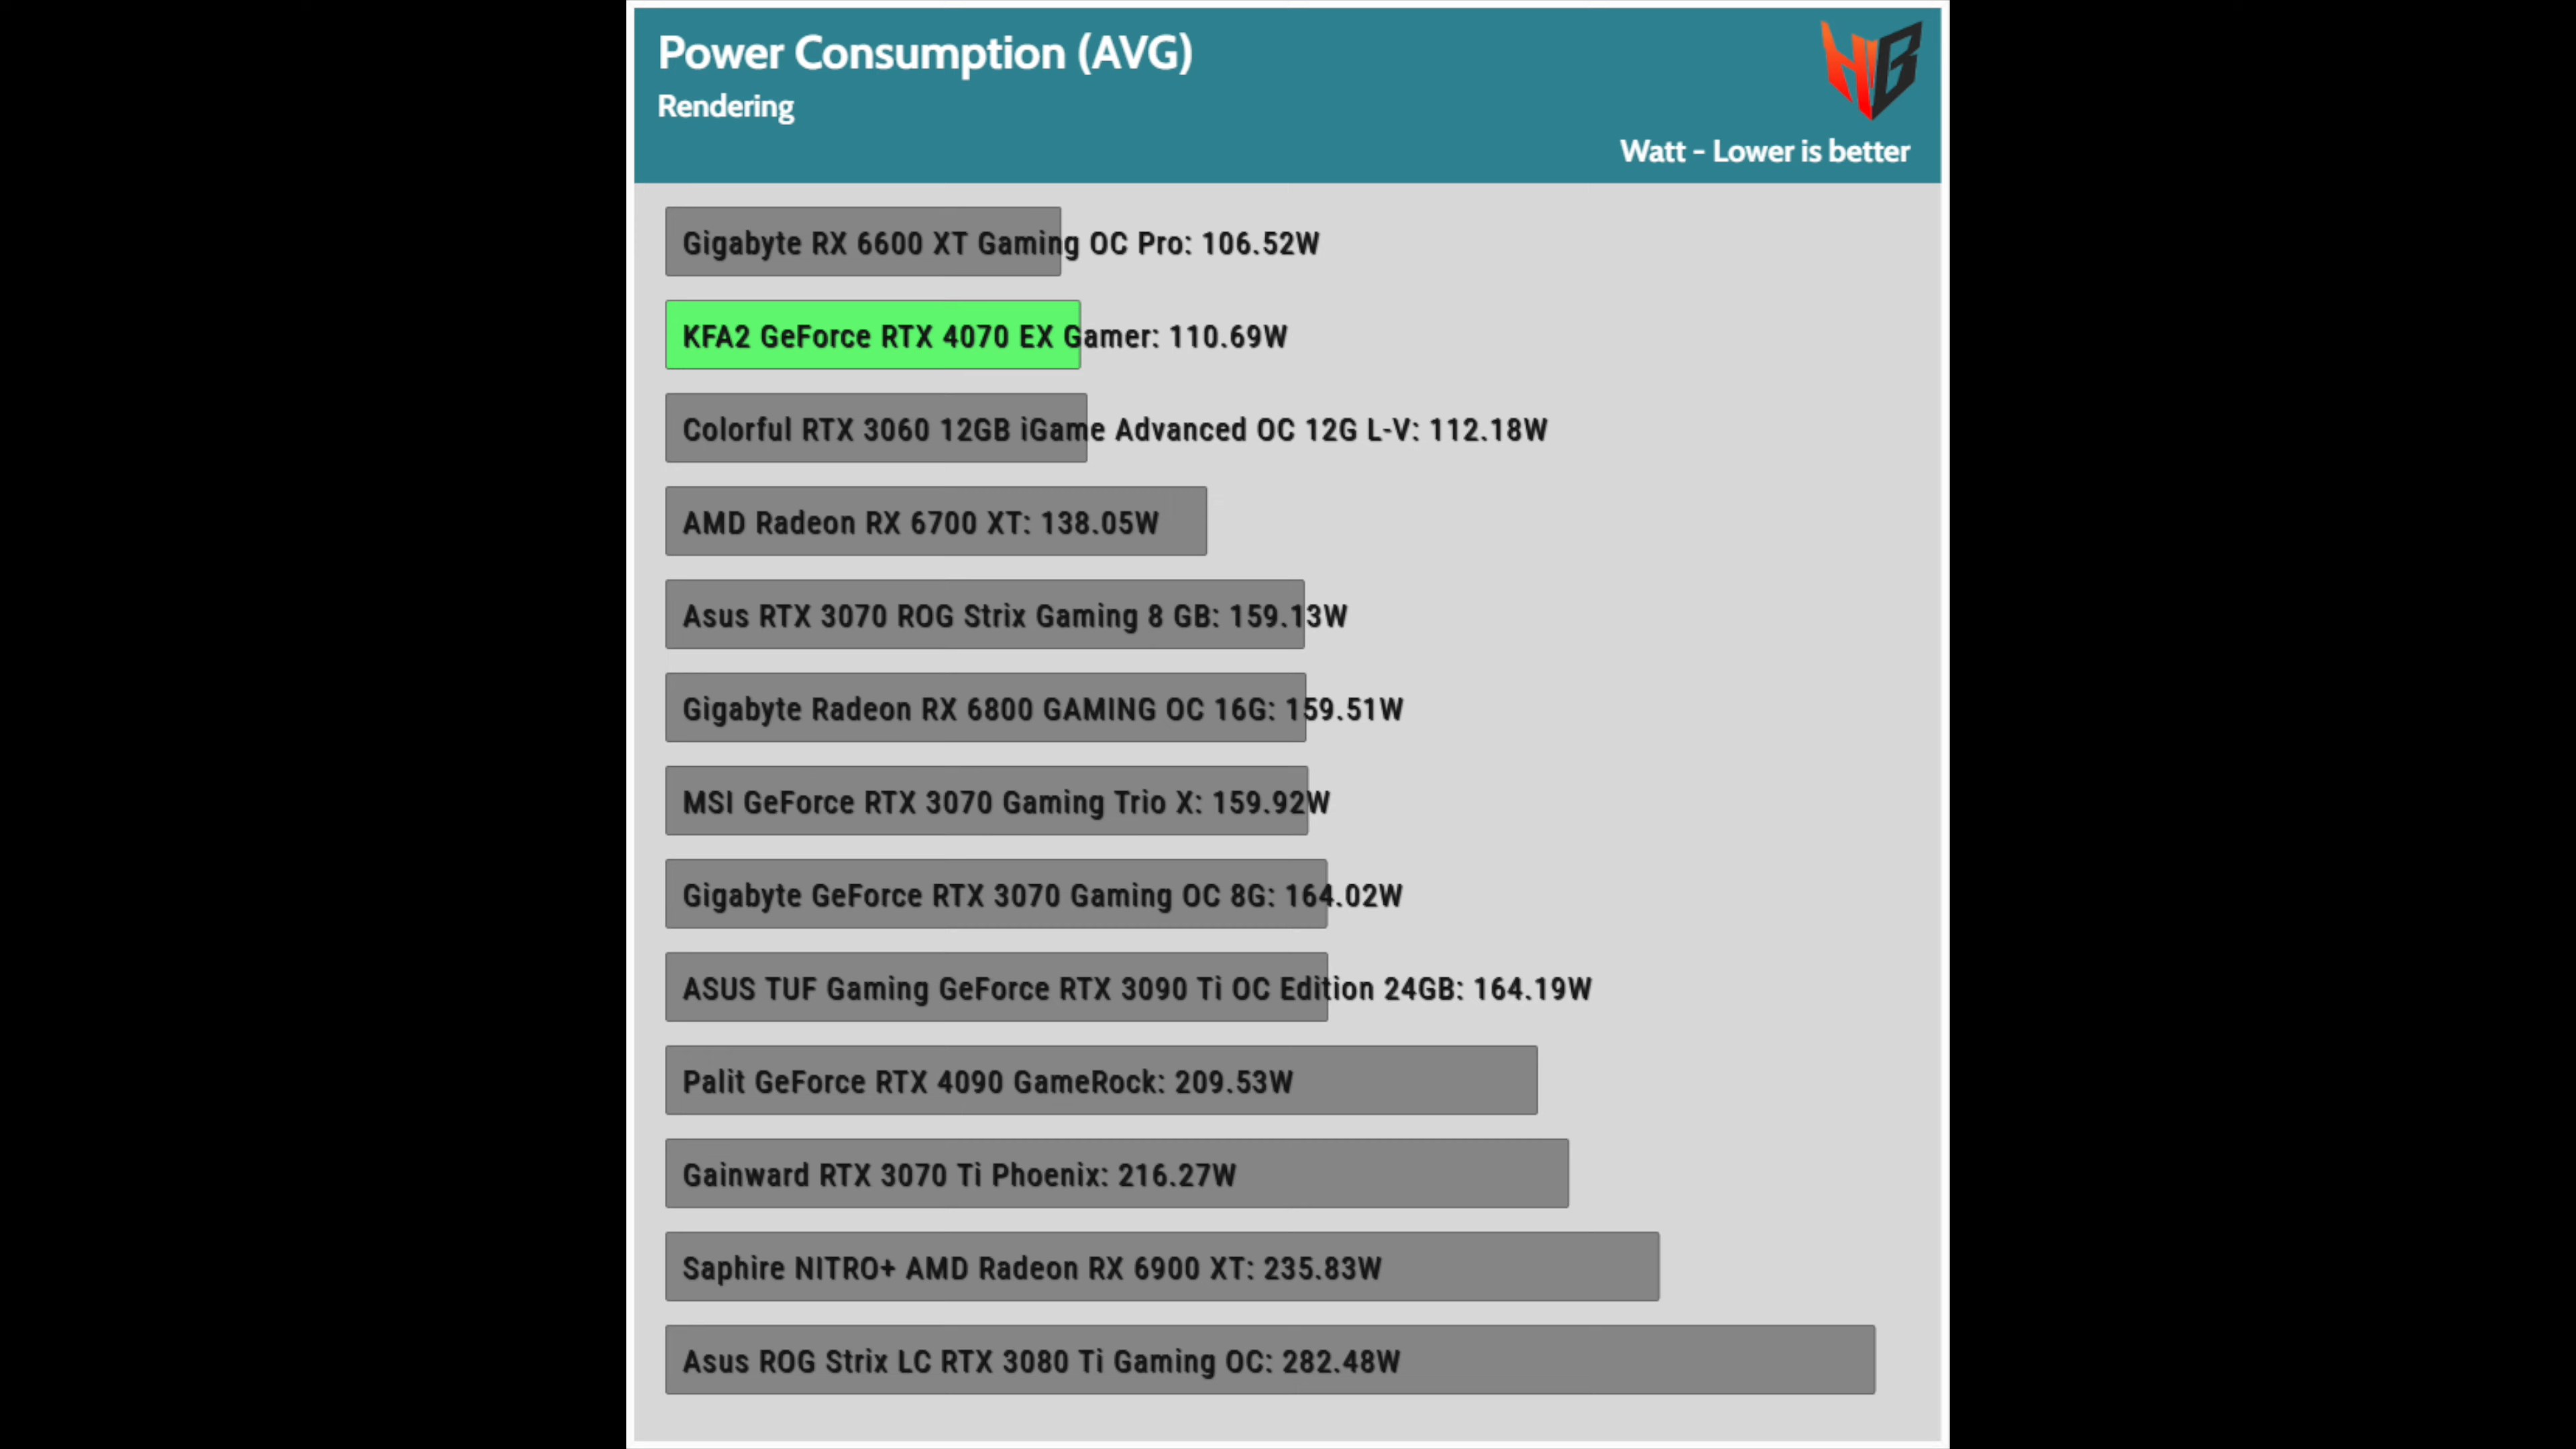 Power Consumption (AVG)
Rendering
HB
Watt - Lower is better
Gigabyte RX 6600 XT Gaming OC Pro: 106.52W
KFA2 GeForce RTX 4070 EX Gamer: 110.69W
Colorful RTX 3060 12GB iGame Advanced OC 12G L-V: 112.18W
AMD Radeon RX 6700 XT: 138.05W
Asus RTX 3070 ROG Strix Gaming 8 GB: 159.13W
Gigabyte Radeon RX 6800 GAMING OC 16G: 159.51W
MSI GeForce RTX 3070 Gaming Trio X: 159.92W
Gigabyte GeForce RTX 3070 Gaming OC 8G: 164.02W
ASUS TUF Gaming GeForce RTX 3090 Ti OC Edition 24GB: 164.19W
Palit GeForce RTX 4090 GameRock: 209.53W
Gainward RTX 3070 Ti Phoenix: 216.27W
Saphire NITRO+ AMD Radeon RX 6900 XT: 235.83W
Asus ROG Strix LC RTX 3080 Ti Gaming OC: 282.48W